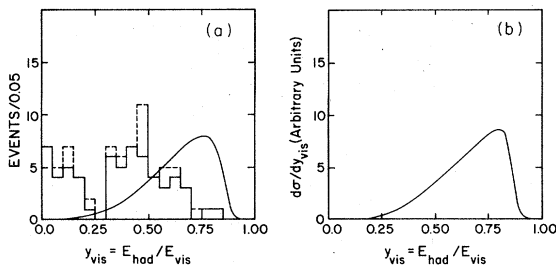 (a)
EVENTS/0.05
15
10
5
0
0.0 0.25 0.50 0.75 1.00
y_vis = E_had/E_vis
(b)
dσ/dy_vis (Arbitrary Units)
15
10
5
0
0.00 0.25 0.50 0.75 1.00
y_vis = E_had/E_vis